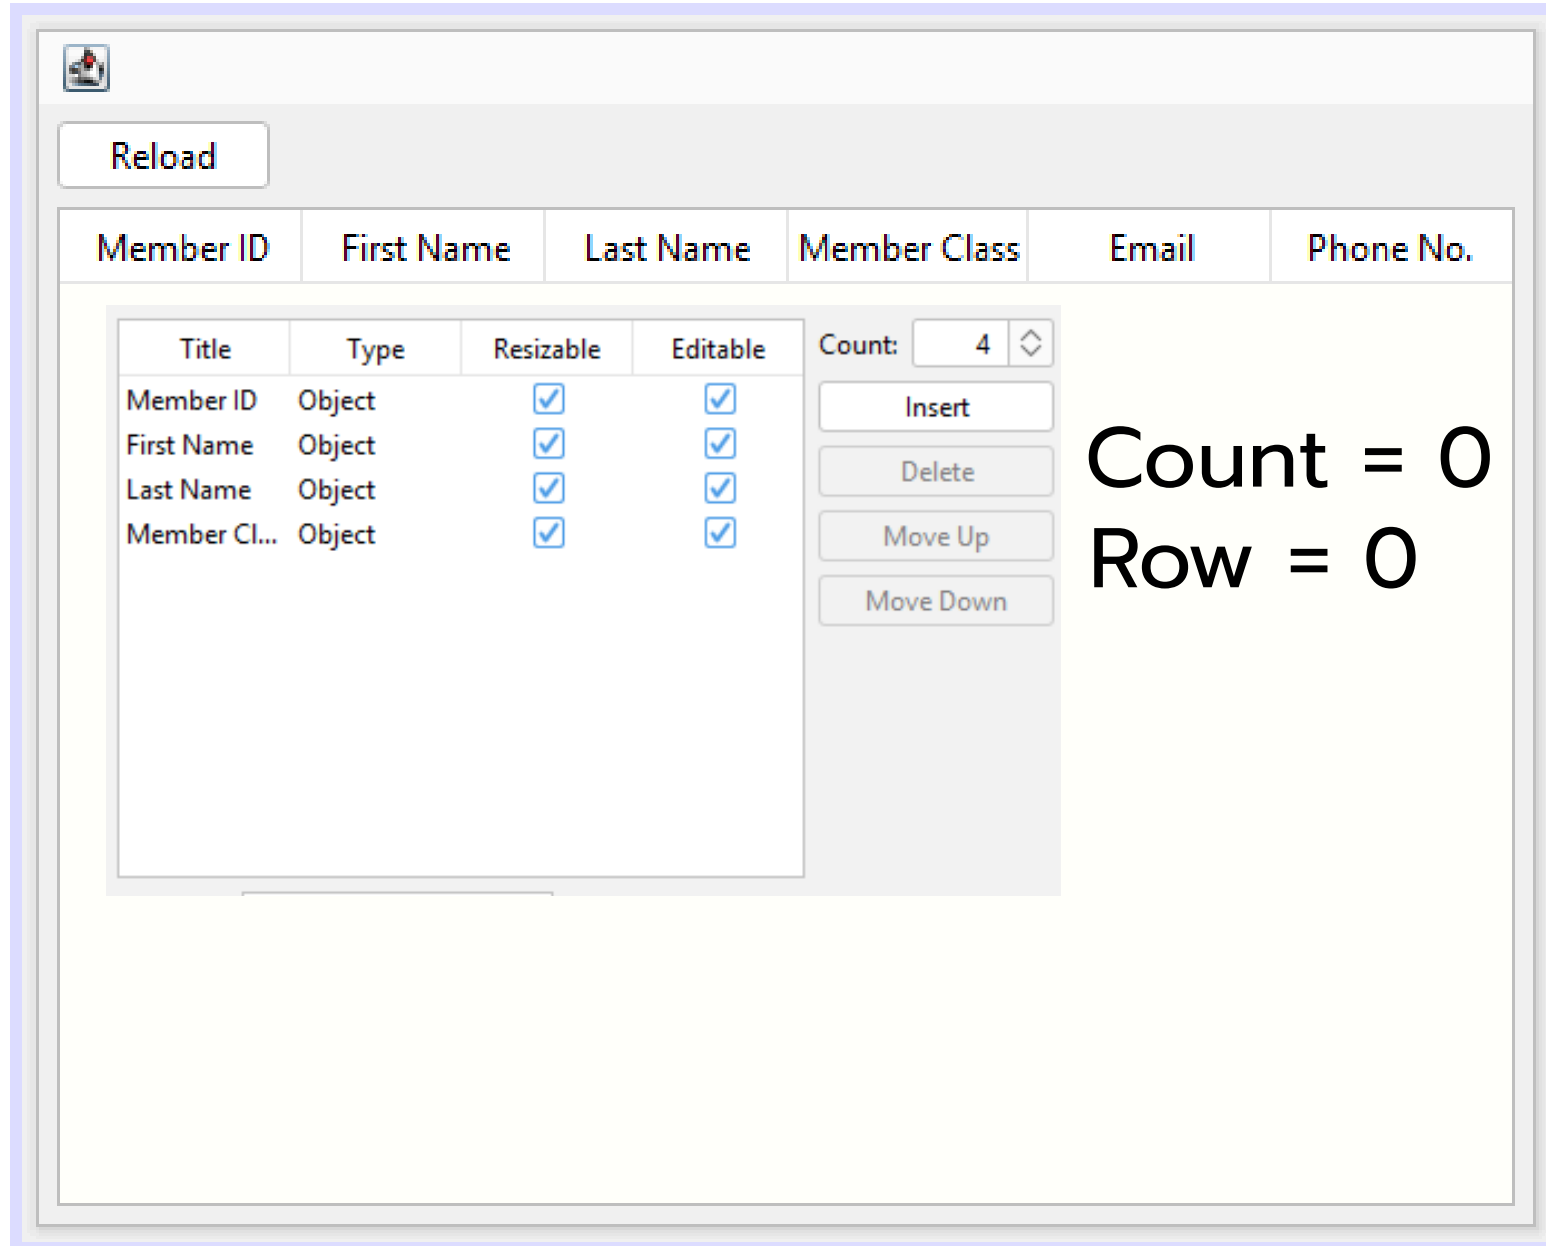 Reload
Member ID First Name Last Name Member Class Email Phone No.
Title Type Resizable Editable Count: 4
Member ID Object
Insert
First Name Object
Delete
Last Name Object
Member Cl... Object
Move Up
Move Down
Count = 0
Row = 0